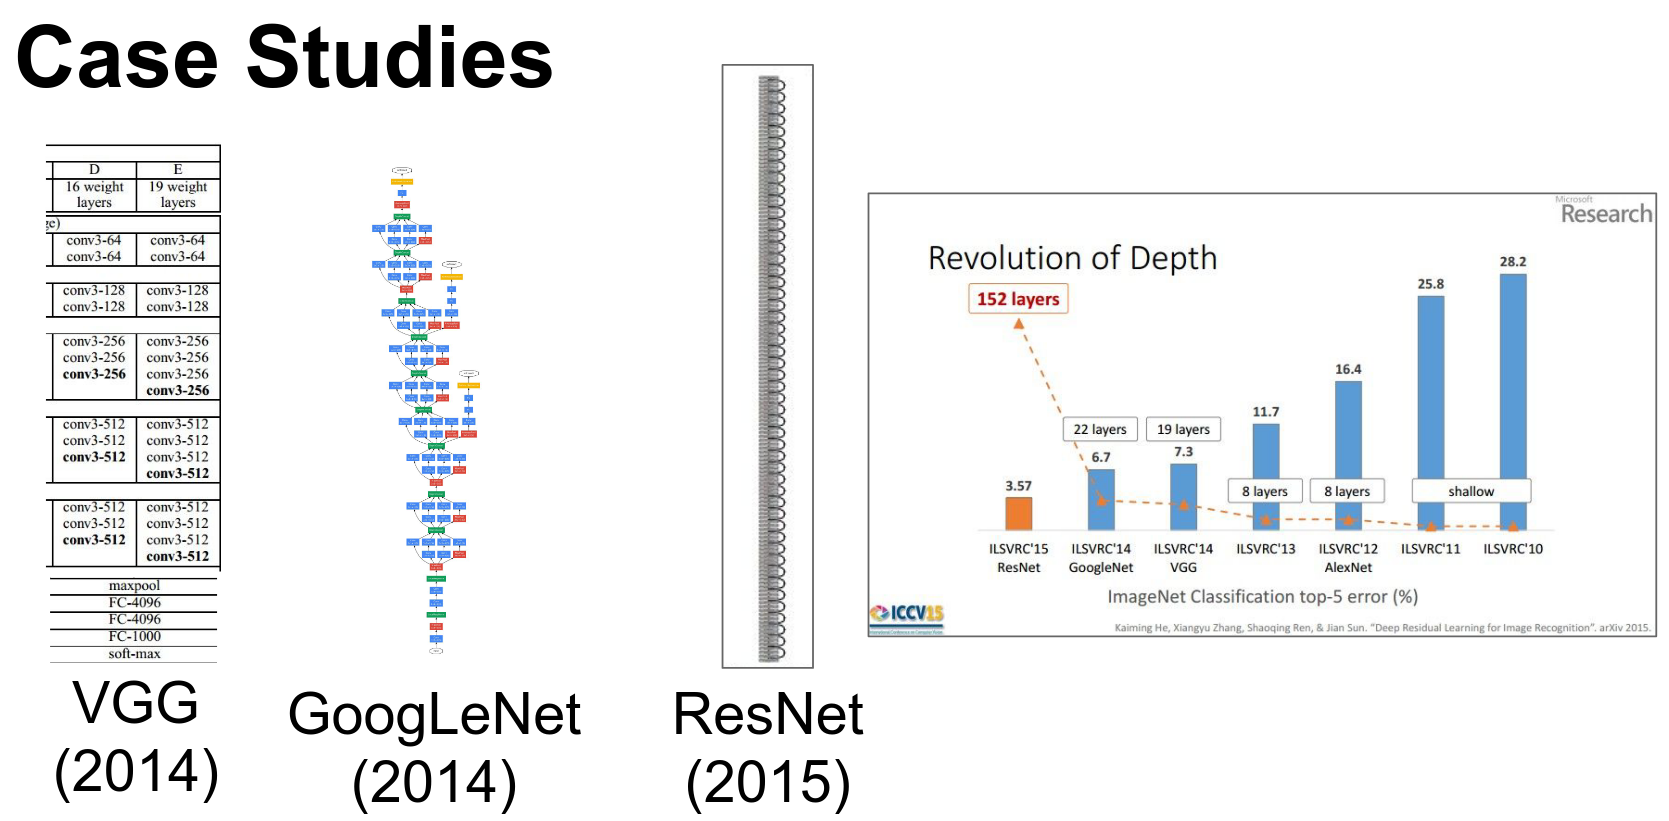 Case Studies
D E
16 weight 19 weight
layers layers
ge)
conv3-64 conv3-64
conv3-64 conv3-64
conv3-128 conv3-128
conv3-128 conv3-128
conv3-256 conv3-256
conv3-256 conv3-256
conv3-256 conv3-256
conv3-256
conv3-512 conv3-512
conv3-512 conv3-512
conv3-512 conv3-512
conv3-512
conv3-512 conv3-512
conv3-512 conv3-512
conv3-512 conv3-512
conv3-512
maxpool
FC-4096
FC-4096
FC-1000
soft-max
VGG
(2014)
GoogLeNet
(2014)
ResNet
(2015)
Microsoft
Research
Revolution of Depth
152 layers
28.2
25.8
16.4
11.7
22 layers
19 layers
6.7
7.3
3.57
8 layers
8 layers
shallow
ILSVRC'15
ResNet
ILSVRC'14
GoogleNet
ILSVRC'14
VGG
ILSVRC'13
ILSVRC'12
AlexNet
ILSVRC'11
ILSVRC'10
ImageNet Classification top-5 error (%)
ICCV15
Kaiming He, Xiangyu Zhang, Shaoqing Ren, & Jian Sun. "Deep Residual Learning for Image Recognition". arXiv 2015.